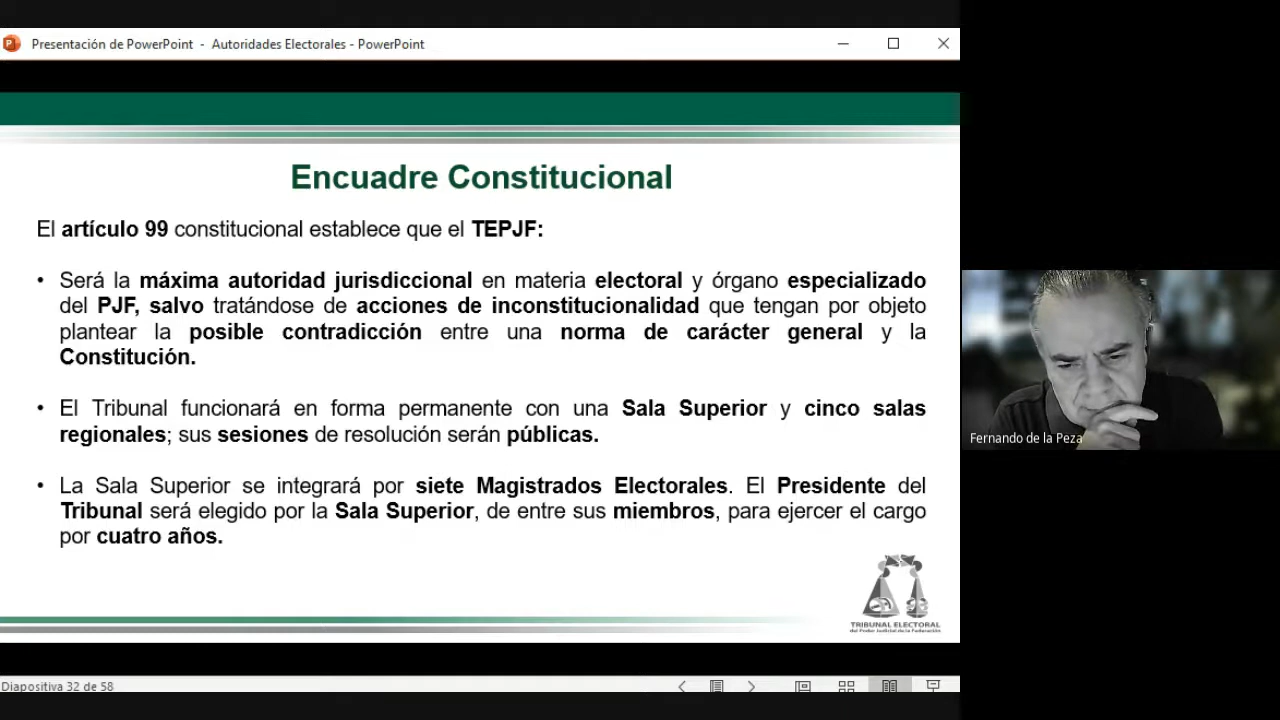 Presentación de PowerPoint - Autoridades Electorales - PowerPoint
Encuadre Constitucional
El artículo 99 constitucional establece que el TEPJF:
• Será la máxima autoridad jurisdiccional en materia electoral y órgano especializado
del PJF, salvo tratándose de acciones de inconstitucionalidad que tengan por objeto
plantear la posible contradicción entre una norma de carácter general y la
Constitución.
• El Tribunal funcionará en forma permanente con una Sala Superior y cinco salas
regionales; sus sesiones de resolución serán públicas.
• La Sala Superior se integrará por siete Magistrados Electorales. El Presidente del
Tribunal será elegido por la Sala Superior, de entre sus miembros, para ejercer el cargo
por cuatro años.
TRIBUNAL ELECTORAL
del Poder Judicial de la Federación
Diapositiva 32 de 58
Fernando de la Peza